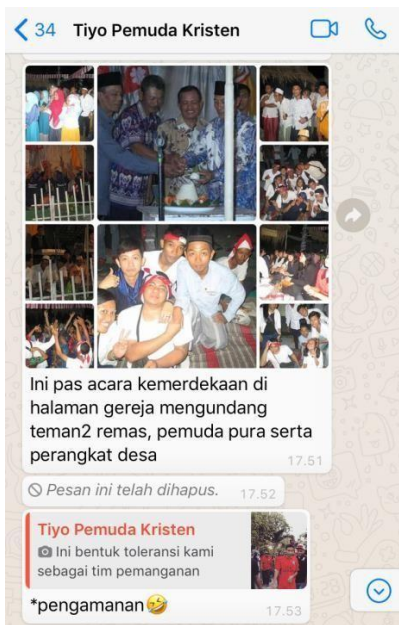 34 Tiyo Pemuda Kristen
Ini pas acara kemerdekaan di
halaman gereja mengundang
teman2 remas, pemuda pura serta
perangkat desa
17.51
Pesan ini telah dihapus. 17.52
Tiyo Pemuda Kristen
Ini bentuk toleransi kami
sebagai tim pemanganan
*pengamanan🤣
17.53